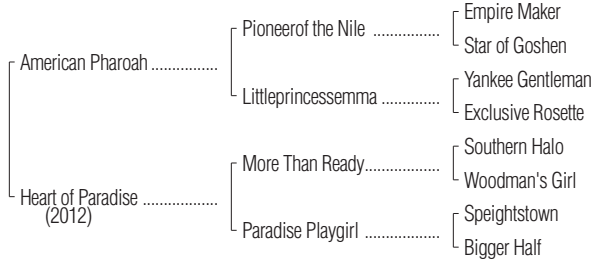 Empire Maker
Pioneerof the Nile ................
Star of Goshen
American Pharoah ................
Yankee Gentleman
Littleprincessemma ..............
Exclusive Rosette
Southern Halo
More Than Ready..................
Woodman's Girl
Heart of Paradise ..................
(2012)
Speightstown
Paradise Playgirl ..................
Bigger Half